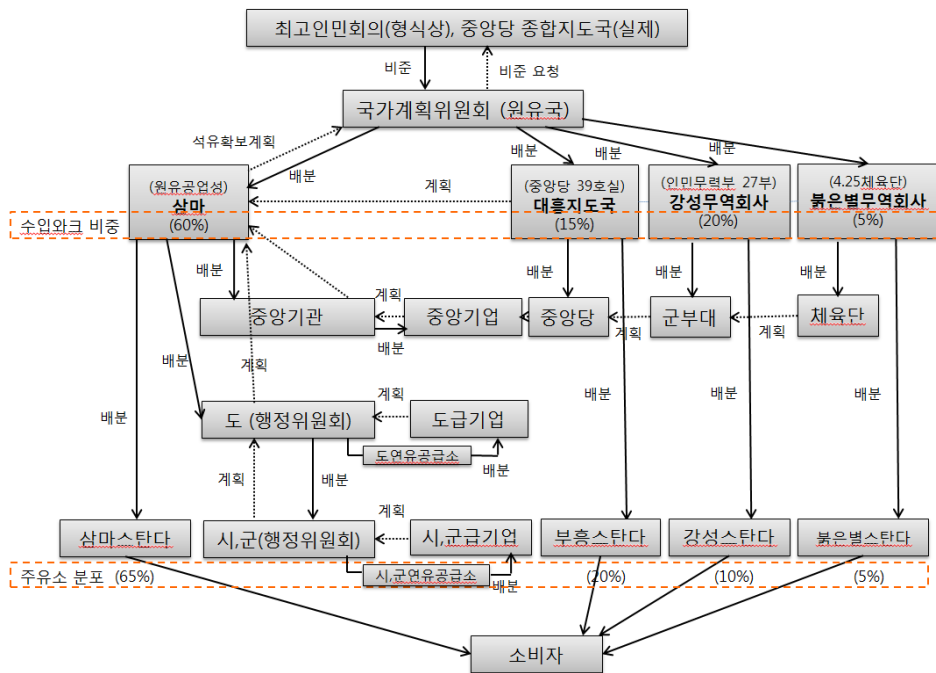 최고인민회의(형식상), 중앙당 종합지도국(실제)
비준
비준 요청
국가계획위원회 (원유국)
석유확보계획
배분
배분
배분
배분
(원유공업성)
삼마
(60%)
계획
(중앙당 39호실)
대흥지도국
(15%)
(인민무력부 27부)
강성무역회사
(20%)
(4.25체육단)
붉은별무역회사
(5%)
수입와크 비중
배분
배분
배분
배분
중앙기관
계획
중앙기업
중앙당
군부대
체육단
배분
계획
계획
배분
계획
계획
도 (행정위원회)
도급기업
배분
도연유공급소
배분
계획
배분
계획
삼마스탄다
시,군(행정위원회)
시,군급기업
부흥스탄다
강성스탄다
붉은별스탄다
주유소 분포 (65%)
시,군연유공급소
배분
(20%)
(10%)
(5%)
소비자